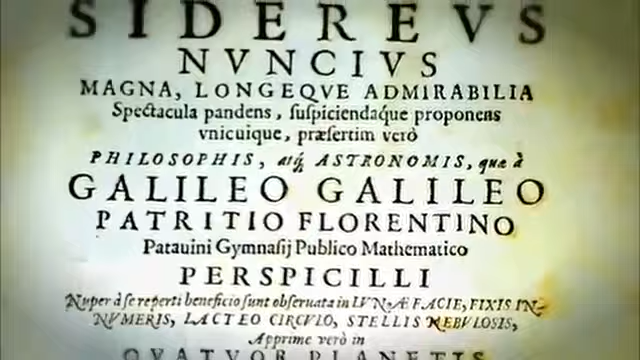 SIDEREVS
NVNCIVS
MAGNA, LONGEQVE ADMIRABILIA
Spectacula pandens, suspiciendaque proponens
vnicuique, præsertim verò
PHILOSOPHIS, atq́ ASTRONOMIS, quæ à
GALILEO GALILEO
PATRITIO FLORENTINO
Patauini Gymnasij Publico Mathematico
PERSPICILLI
Nuper à se reperti beneficio sunt obseruata in LVNÆ FACIE, FIXIS IN-
NVMERIS, LACTEO CIRCVLO, STELLIS NEBVLOSIS,
Apprime verò in
QVATVOR PLANETIS